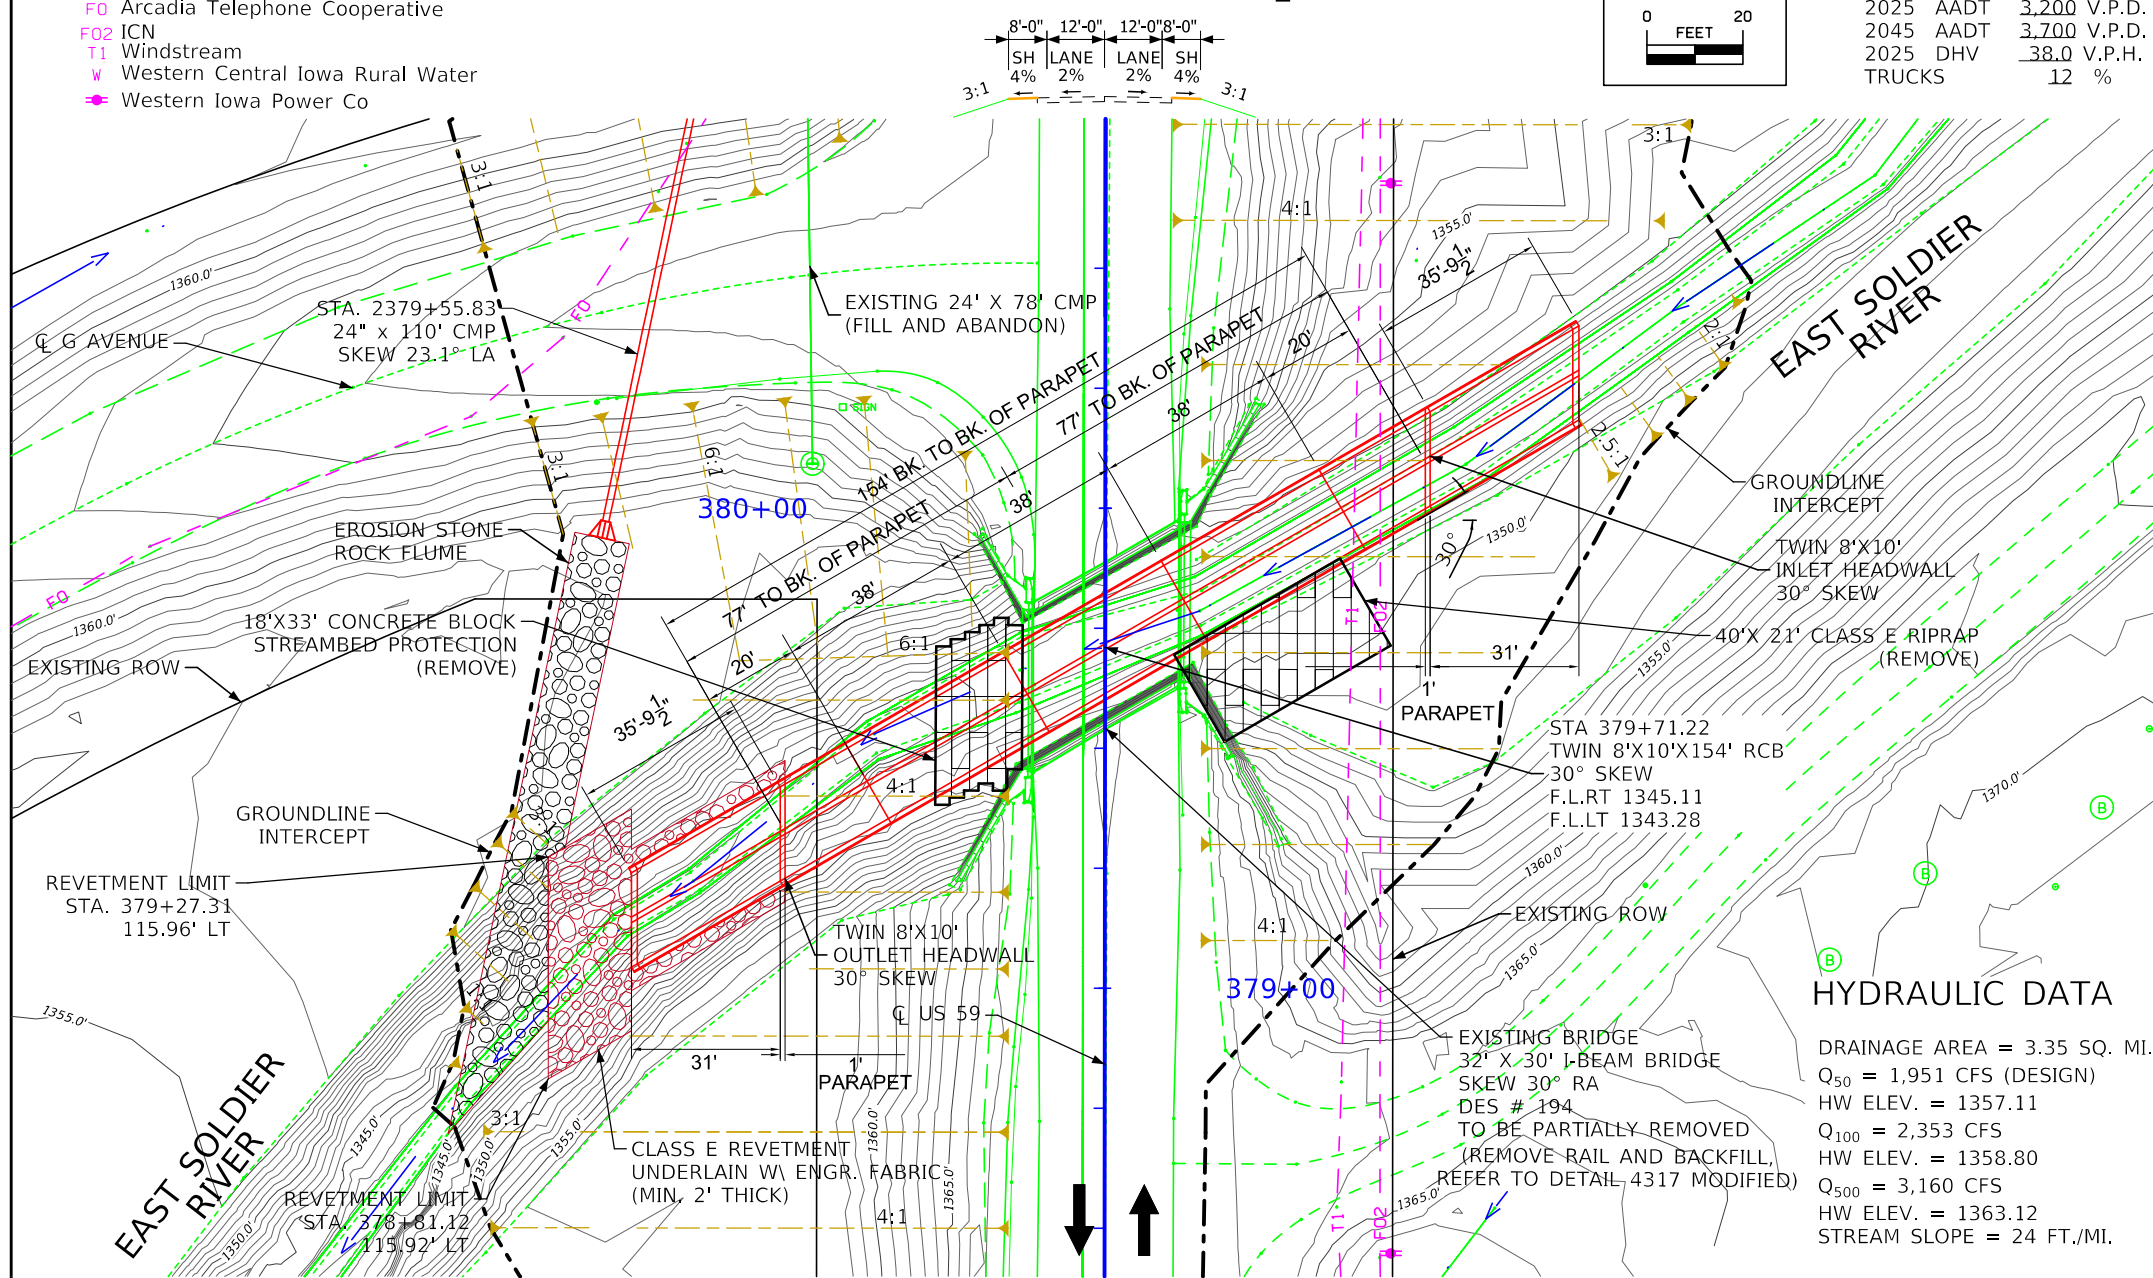 FO Arcadia Telephone Cooperative
FO2 ICN
T1 Windstream
W Western Central Iowa Rural Water
Western Iowa Power Co
8'-0" 12'-0" 12'-0" 8'-0"
SH LANE LANE SH
4% 2% 2% 4%
3:1
3:1
0 20
FEET
2025 AADT 3,200 V.P.D.
2045 AADT 3,700 V.P.D.
2025 DHV 38.0 V.P.H.
TRUCKS 12 %
3:1
3:1
4:1
1355.0'
1360.0'
STA. 2379+55.83
24" x 110' CMP
SKEW 23.1° LA
℄ G AVENUE
FO
EXISTING 24' X 78' CMP
(FILL AND ABANDON)
SIGN
35'-9 1/2"
20'
38'
154' BK. TO BK. OF PARAPET
77' TO BK. OF PARAPET
EAST SOLDIER
RIVER
2:1
2.5:1
3:1
6:1
380+00
38'
77' TO BK. OF PARAPET
38'
20'
35'-9 1/2"
GROUNDLINE
INTERCEPT
EROSION STONE
ROCK FLUME
1350.0'
30°
TWIN 8'X10'
INLET HEADWALL
30° SKEW
FO
1360.0'
18'X33' CONCRETE BLOCK
STREAMBED PROTECTION
(REMOVE)
EXISTING ROW
6:1
T1
FO2
40'X 21' CLASS E RIPRAP
(REMOVE)
31'
1'
PARAPET
1355.0'
STA 379+71.22
TWIN 8'X10'X154' RCB
30° SKEW
F.L.RT 1345.11
F.L.LT 1343.28
4:1
GROUNDLINE
INTERCEPT
1370.0'
B
B
B
1360.0'
REVETMENT LIMIT
STA. 379+27.31
115.96' LT
EXISTING ROW
4:1
1365.0'
TWIN 8'X10'
OUTLET HEADWALL
30° SKEW
379+00
℄ US 59
1355.0'
31'
1'
PARAPET
EXISTING BRIDGE
32' X 30' I-BEAM BRIDGE
SKEW 30° RA
DES # 194
TO BE PARTIALLY REMOVED
(REMOVE RAIL AND BACKFILL,
REFER TO DETAIL 4317 MODIFIED)
HYDRAULIC DATA
DRAINAGE AREA = 3.35 SQ. MI.
Q50 = 1,951 CFS (DESIGN)
HW ELEV. = 1357.11
Q100 = 2,353 CFS
HW ELEV. = 1358.80
Q500 = 3,160 CFS
HW ELEV. = 1363.12
STREAM SLOPE = 24 FT./MI.
EAST SOLDIER
RIVER
3:1
1345.0'
1345.0'
1350.0'
1355.0'
1360.0'
1365.0'
CLASS E REVETMENT
UNDERLAIN W\ ENGR. FABRIC
(MIN. 2' THICK)
REVETMENT LIMIT
STA. 378+81.12
115.92' LT
1350.0'
4:1
T1
FO2
1365.0'